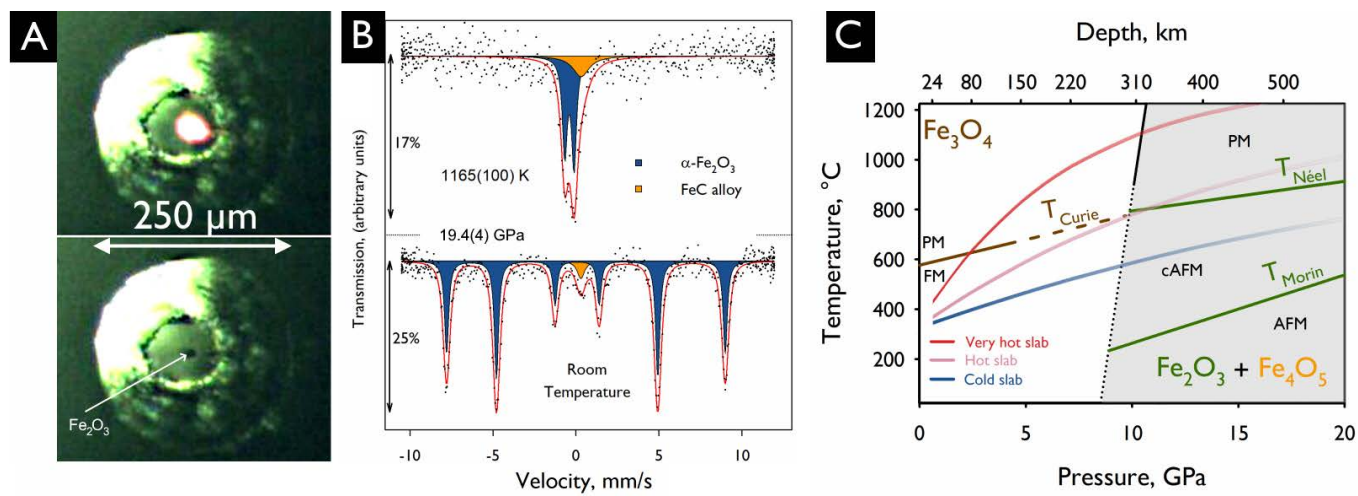 A
250 µm
Fe₂O₃
B
Transmission, (arbitrary units)
17%
1165(100) K
α-Fe₂O₃
FeC alloy
19.4(4) GPa
25%
Room
Temperature
-10 -5 0 5 10
Velocity, mm/s
C
Depth, km
24 80 150 220 310 400 500
Temperature, °C
1200
1000
800
600
400
200
Fe₃O₄
PM
T Néel
T Curie
PM
FM
cAFM
T Morin
AFM
Very hot slab
Hot slab
Cold slab
Fe₂O₃ + Fe₄O₅
0 5 10 15 20
Pressure, GPa